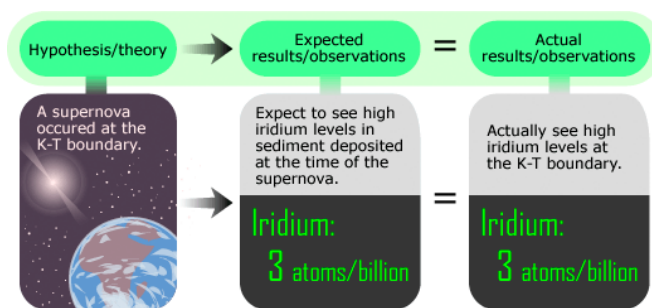 Hypothesis/theory
Expected
results/observations
=
Actual
results/observations
A supernova
occured at the
K-T boundary.
Expect to see high
iridium levels in
sediment deposited
at the time of the
supernova.
Actually see high
iridium levels at
the K-T boundary.
Iridium:
3 atoms/billion
=
Iridium:
3 atoms/billion